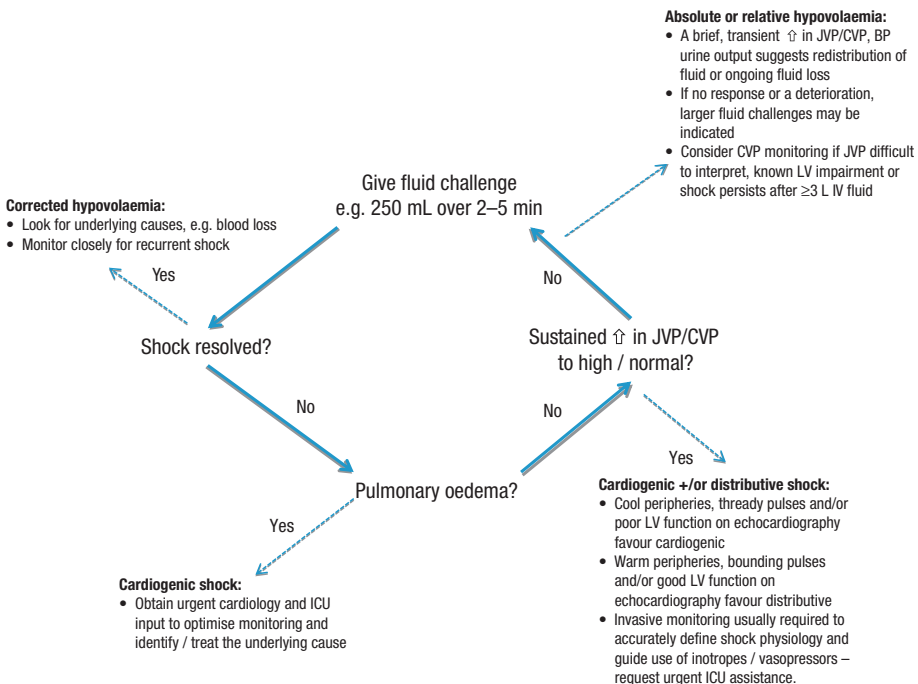 Absolute or relative hypovolaemia:
• A brief, transient ⇧ in JVP/CVP, BP
urine output suggests redistribution of
fluid or ongoing fluid loss
• If no response or a deterioration,
larger fluid challenges may be
indicated
• Consider CVP monitoring if JVP difficult
to interpret, known LV impairment or
shock persists after ≥3 L IV fluid
Give fluid challenge
e.g. 250 mL over 2–5 min
Corrected hypovolaemia:
• Look for underlying causes, e.g. blood loss
• Monitor closely for recurrent shock
Yes
No
Shock resolved?
Sustained ⇧ in JVP/CVP
to high / normal?
No
No
Yes
Pulmonary oedema?
Yes
Cardiogenic +/or distributive shock:
• Cool peripheries, thready pulses and/or
poor LV function on echocardiography
favour cardiogenic
• Warm peripheries, bounding pulses
and/or good LV function on
echocardiography favour distributive
• Invasive monitoring usually required to
accurately define shock physiology and
guide use of inotropes / vasopressors –
request urgent ICU assistance.
Cardiogenic shock:
• Obtain urgent cardiology and ICU
input to optimise monitoring and
identify / treat the underlying cause